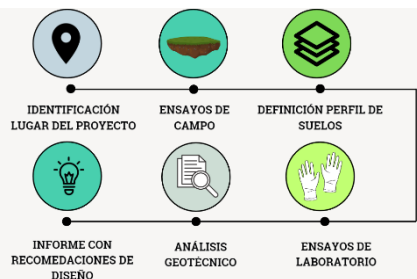 IDENTIFICACIÓN
LUGAR DEL PROYECTO
ENSAYOS DE
CAMPO
DEFINICIÓN PERFIL DE
SUELOS
INFORME CON
RECOMEDACIONES DE
DISEÑO
ANÁLISIS
GEOTÉCNICO
ENSAYOS DE
LABORATORIO